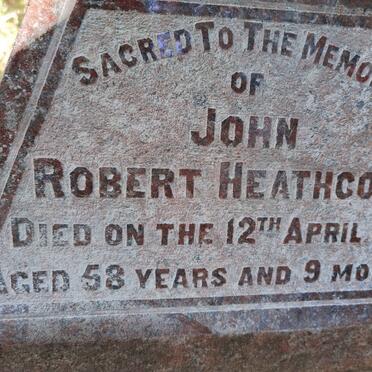 SACRED TO THE MEMO
OF
JOHN
ROBERT HEATHCO
DIED ON THE 12TH APRIL
AGED 58 YEARS AND 9 MO